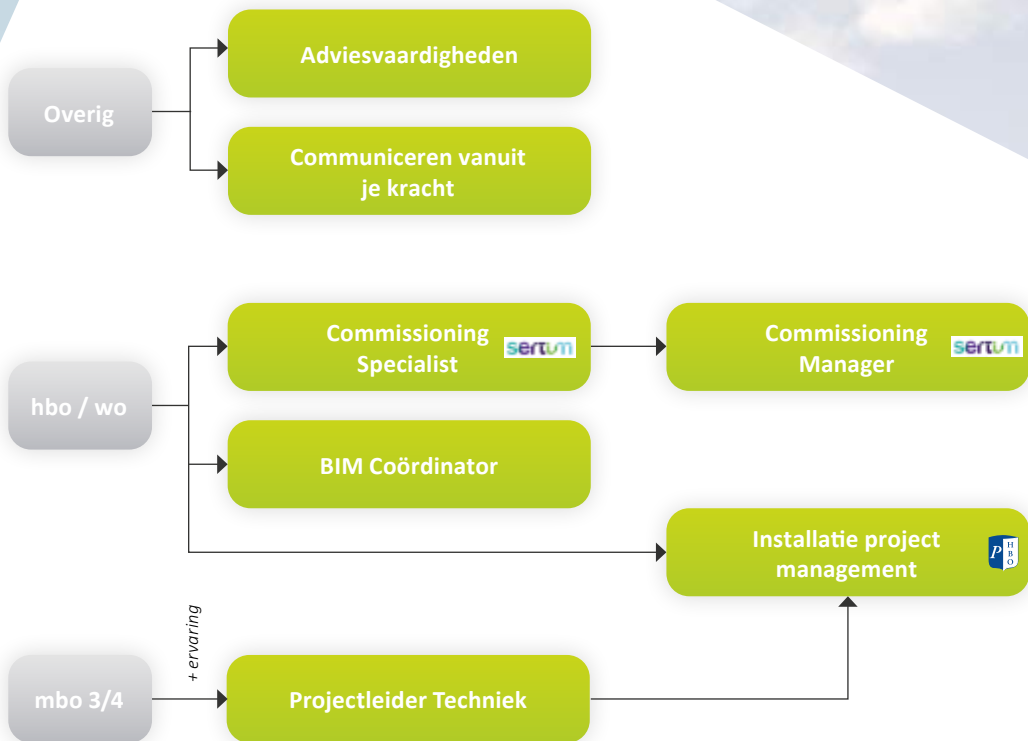 Overig
Adviesvaardigheden
Communiceren vanuit
je kracht
hbo / wo
Commissioning
Specialist
sertum
Commissioning
Manager
sertum
BIM Coördinator
Installatie project
management
P HBO
+ ervaring
mbo 3/4
Projectleider Techniek